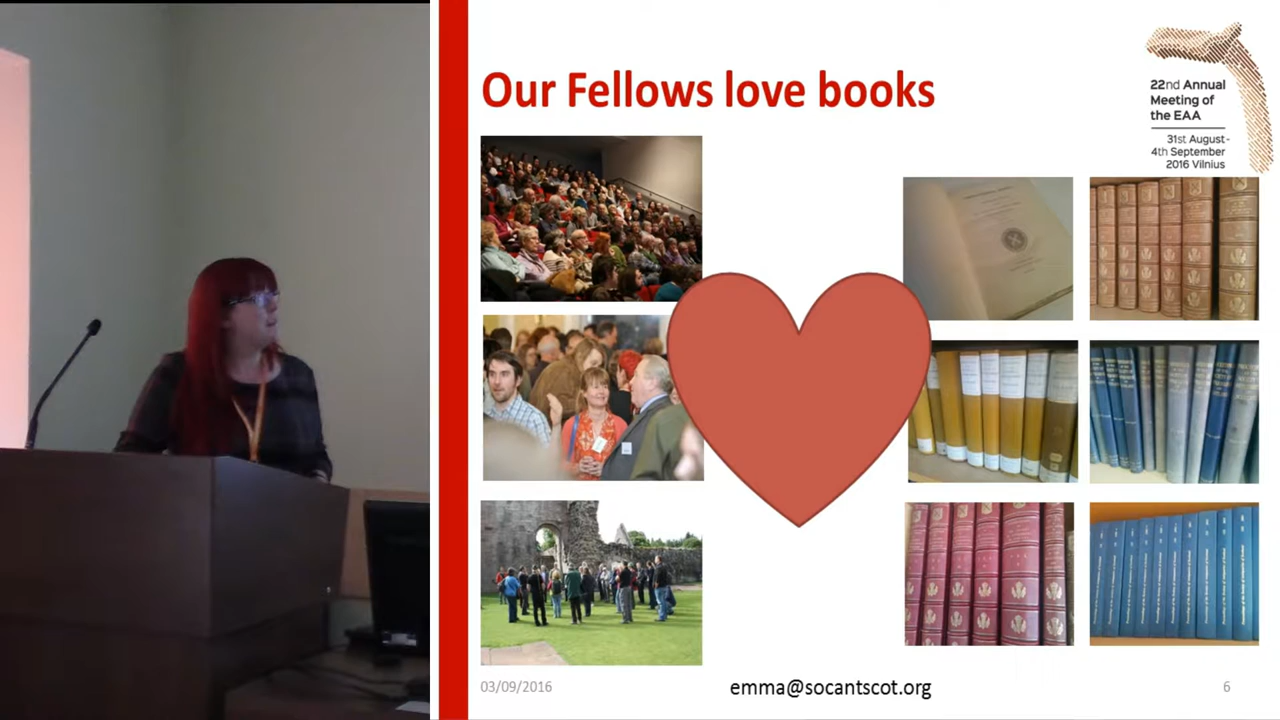 Our Fellows love books
22nd Annual
Meeting of
the EAA
31st August-
4th September
2016 Vilnius
03/09/2016
emma@socantscot.org
6